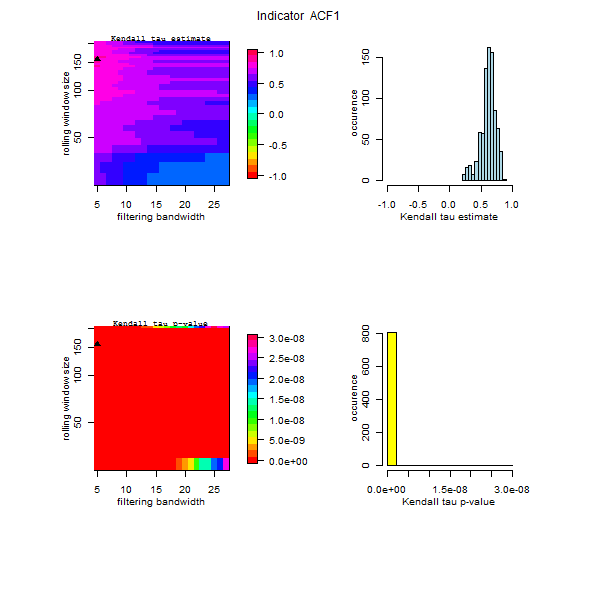 Indicator ACF1
Kendall tau estimate
rolling window size
50 100 150
5 10 15 20 25
filtering bandwidth
1.0
0.5
0.0
-0.5
-1.0
occurence
0 50 150
-1.0 -0.5 0.0 0.5 1.0
Kendall tau estimate
Kendall tau p-value
rolling window size
50 100 150
5 10 15 20 25
filtering bandwidth
3.0e-08
2.5e-08
2.0e-08
1.5e-08
1.0e-08
5.0e-09
0.0e+00
occurence
0 200 400 600 800
0.0e+00 1.5e-08 3.0e-08
Kendall tau p-value